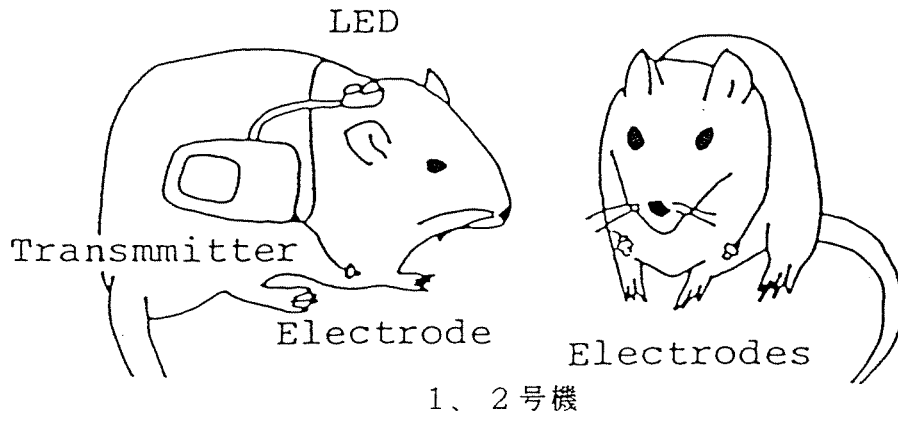 LED
Transmmitter
Electrode
Electrodes
1、2号機